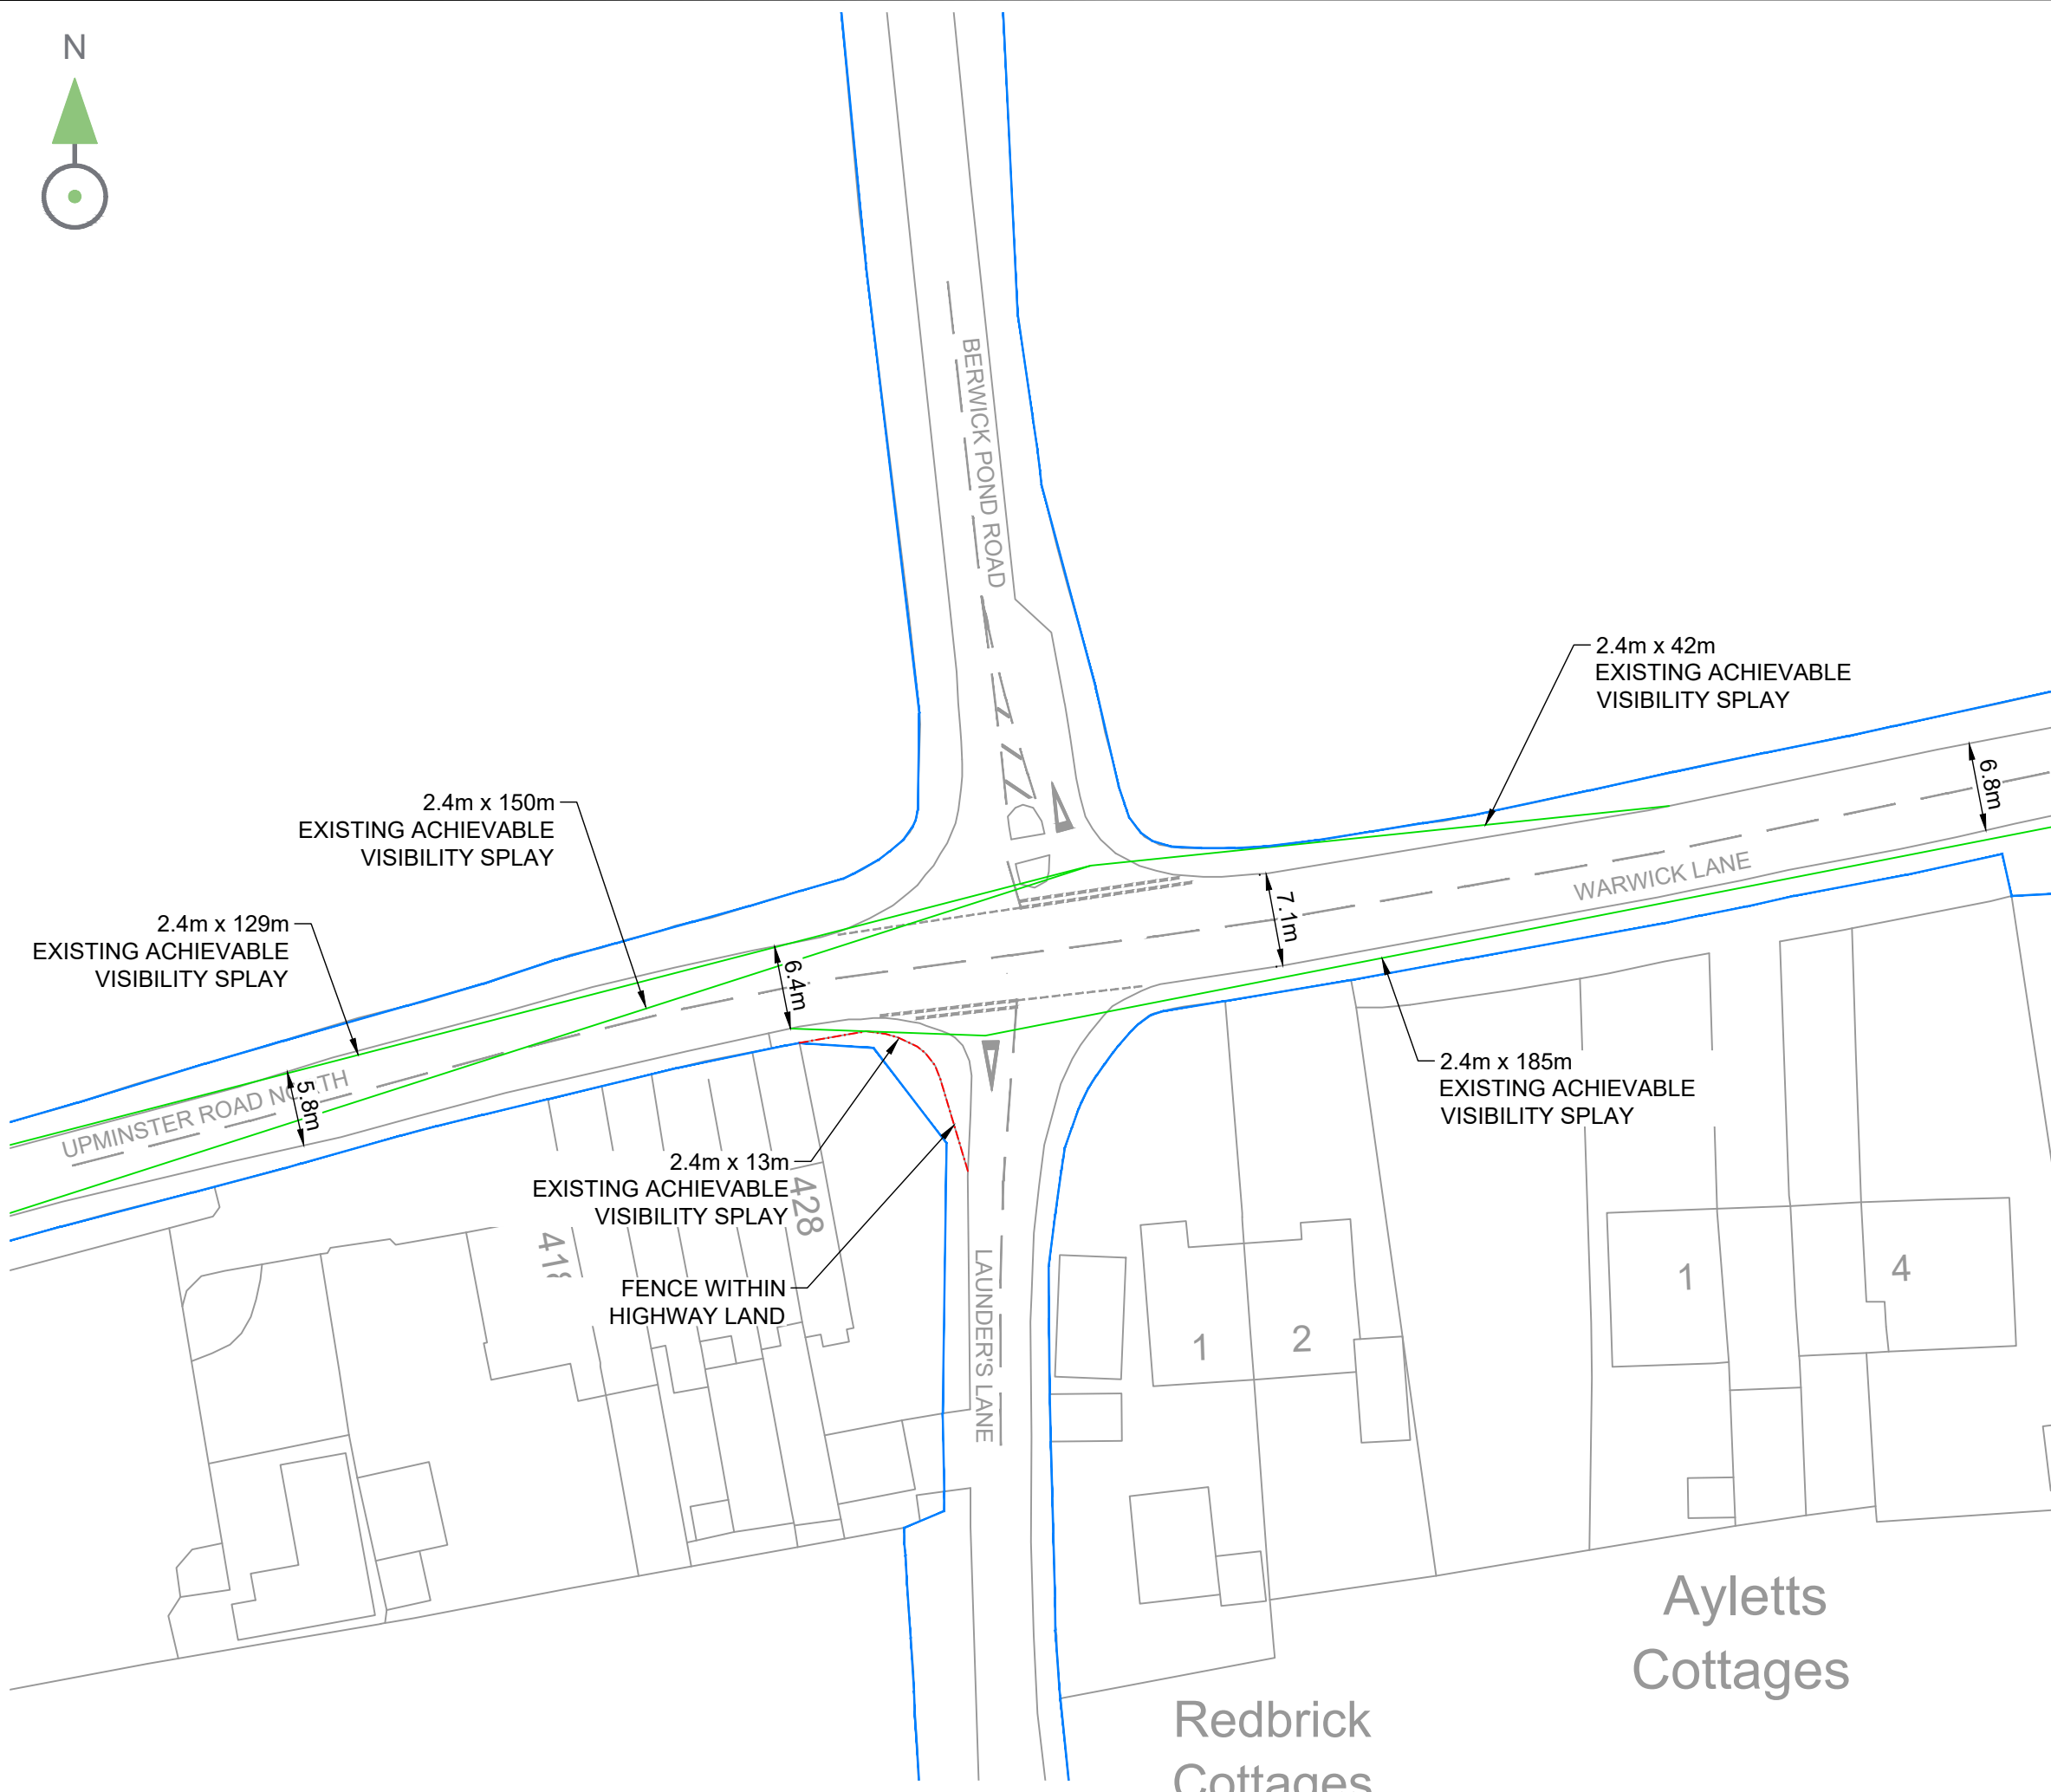 N
BERWICK POND ROAD
2.4m x 42m
EXISTING ACHIEVABLE
VISIBILITY SPLAY
6.8m
2.4m x 150m
EXISTING ACHIEVABLE
VISIBILITY SPLAY
WARWICK LANE
7.1m
2.4m x 129m
EXISTING ACHIEVABLE
VISIBILITY SPLAY
6.4m
2.4m x 185m
EXISTING ACHIEVABLE
VISIBILITY SPLAY
5.8m
UPMINSTER ROAD
2.4m x 13m
EXISTING ACHIEVABLE
VISIBILITY SPLAY
428
FENCE WITHIN
HIGHWAY LAND
LAUNDER'S LANE
1
2
1
4
Ayletts
Cottages
Redbrick
Cottages